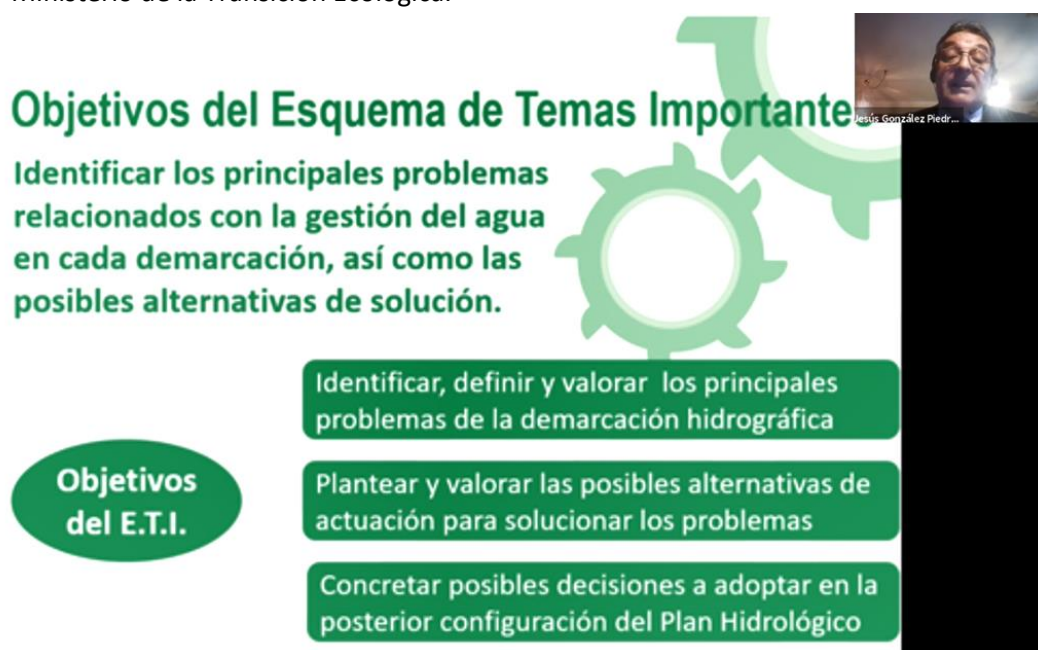 Ministerio de la Transición Ecológica.
Objetivos del Esquema de Temas Importantes
Jesús González Piedr...
Identificar los principales problemas
relacionados con la gestión del agua
en cada demarcación, así como las
posibles alternativas de solución.
Identificar, definir y valorar los principales
problemas de la demarcación hidrográfica
Objetivos
del E.T.I.
Plantear y valorar las posibles alternativas de
actuación para solucionar los problemas
Concretar posibles decisiones a adoptar en la
posterior configuración del Plan Hidrológico